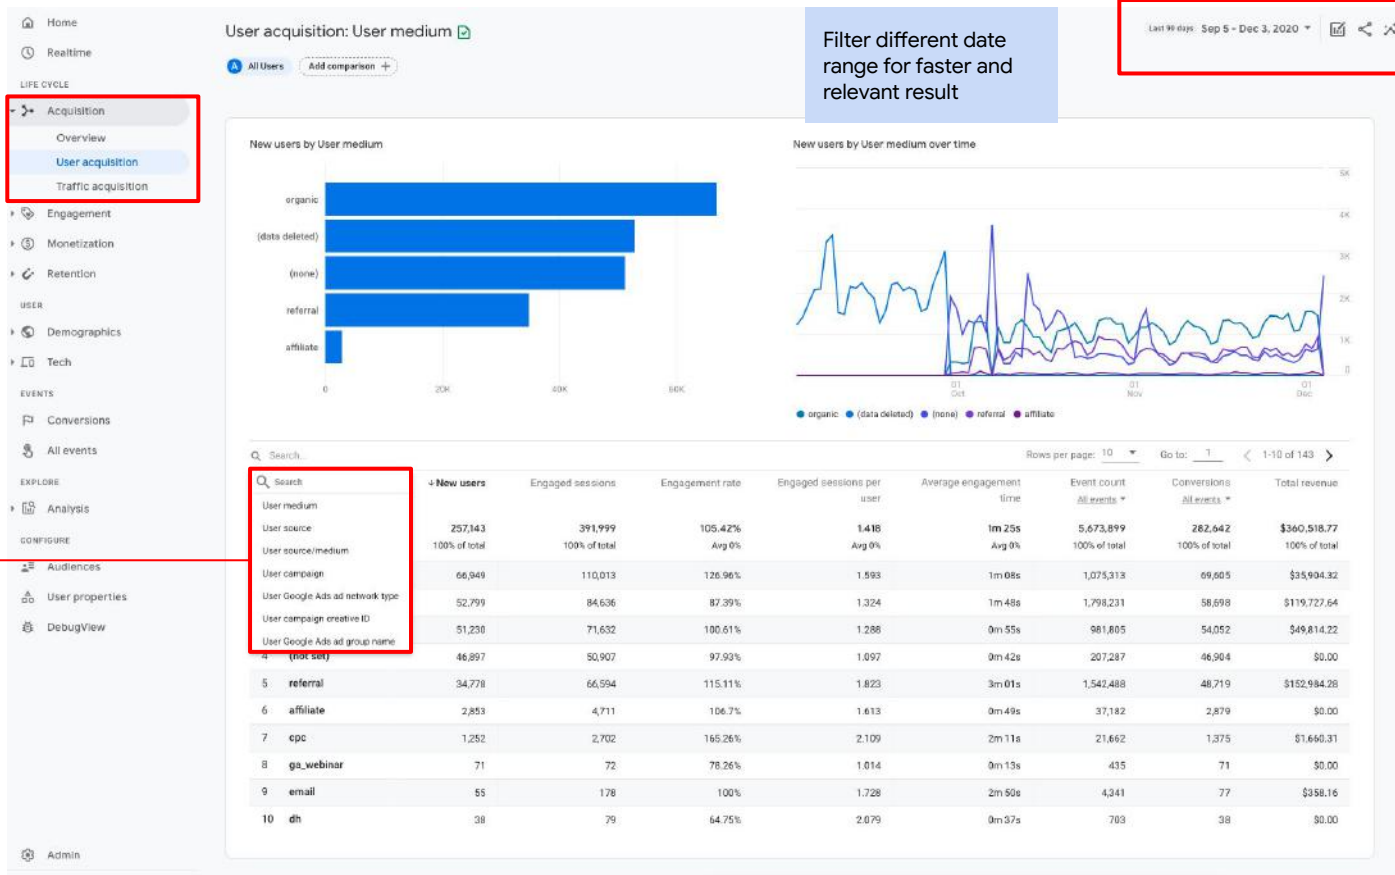 Home
Realtime
LIFE CYCLE
Acquisition
Overview
User acquisition
Traffic acquisition
Engagement
Monetization
Retention
USER
Demographics
Tech
EVENTS
Conversions
All events
EXPLORE
Analysis
CONFIGURE
Audiences
User properties
DebugView
Admin
User acquisition: User medium
A All Users Add comparison +
Filter different date
range for faster and
relevant result
Last 90 days Sep 5 - Dec 3, 2020
New users by User medium
organic
(data deleted)
(none)
referral
affiliate
0 20K 40K 60K
New users by User medium over time
5K
4K
3K
2K
1K
0
01 Oct 01 Nov 01 Dec
organic (data deleted) (none) referral affiliate
Search... Rows per page: 10 Go to: 1 1-10 of 143
Search
User medium
User source
User source/medium
User campaign
User Google Ads ad network type
User campaign creative ID
User Google Ads ad group name
↓ New users Engaged sessions Engagement rate Engaged sessions per user Average engagement time Event count All events Conversions All events Total revenue
257,143 391,999 105.42% 1.418 1m 25s 5,673,899 282,642 $360,518.77
100% of total 100% of total Avg 0% Avg 0% Avg 0% 100% of total 100% of total 100% of total
66,949 110,013 126.96% 1.593 1m 08s 1,075,313 69,605 $35,904.32
52,799 84,636 87.39% 1.324 1m 48s 1,798,231 58,698 $119,727.64
51,230 71,632 100.61% 1.288 0m 55s 981,805 54,052 $49,814.22
4 (not set) 46,897 50,907 97.93% 1.097 0m 42s 207,287 46,904 $0.00
5 referral 34,778 66,594 115.11% 1.823 3m 01s 1,542,488 48,719 $152,984.28
6 affiliate 2,853 4,711 106.7% 1.613 0m 49s 37,182 2,879 $0.00
7 cpc 1,252 2,702 165.26% 2.109 2m 11s 21,662 1,375 $1,660.31
8 ga_webinar 71 72 78.26% 1.014 0m 13s 435 71 $0.00
9 email 55 178 100% 1.728 2m 50s 4,341 77 $358.16
10 dh 38 79 64.75% 2.079 0m 37s 703 38 $0.00